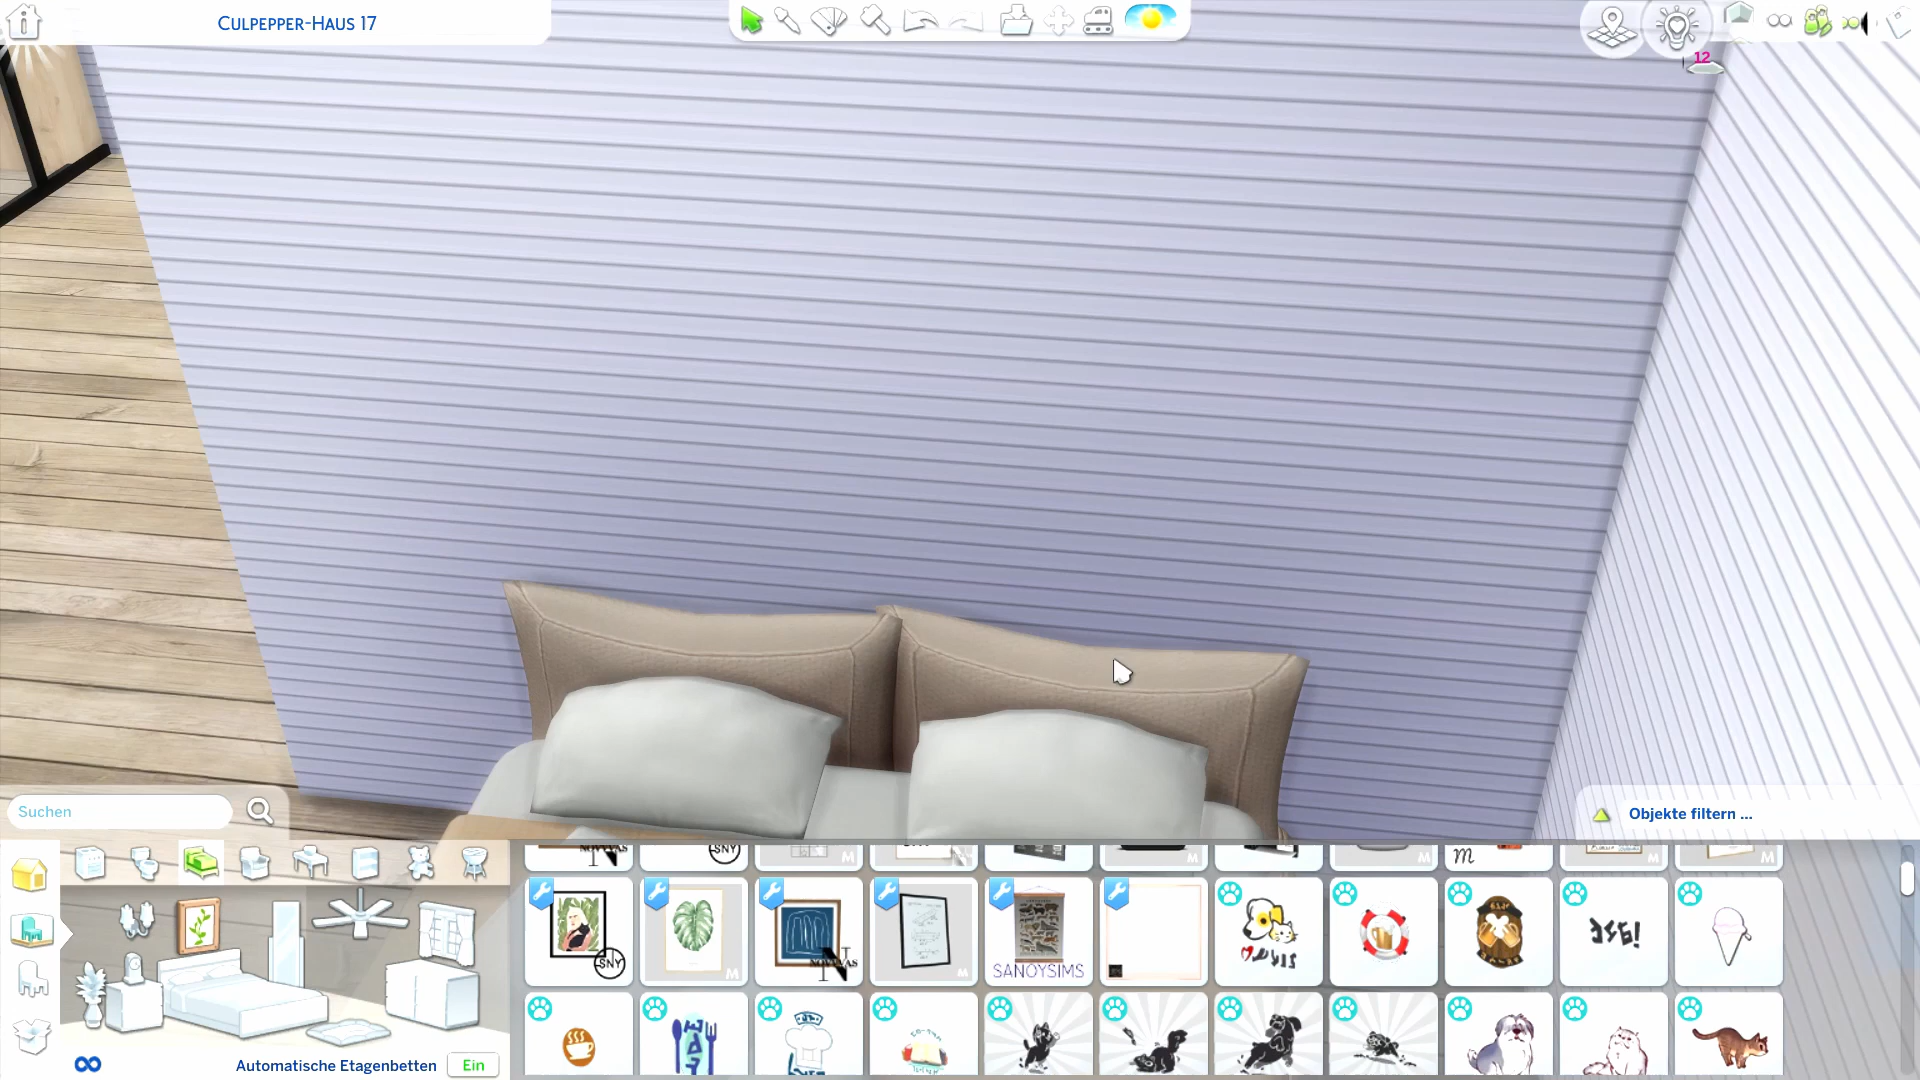 Culpepper-Haus 17
12
Suchen
Objekte filtern ...
m
SNY
SANOYSIMS
Automatische Etagenbetten
Ein